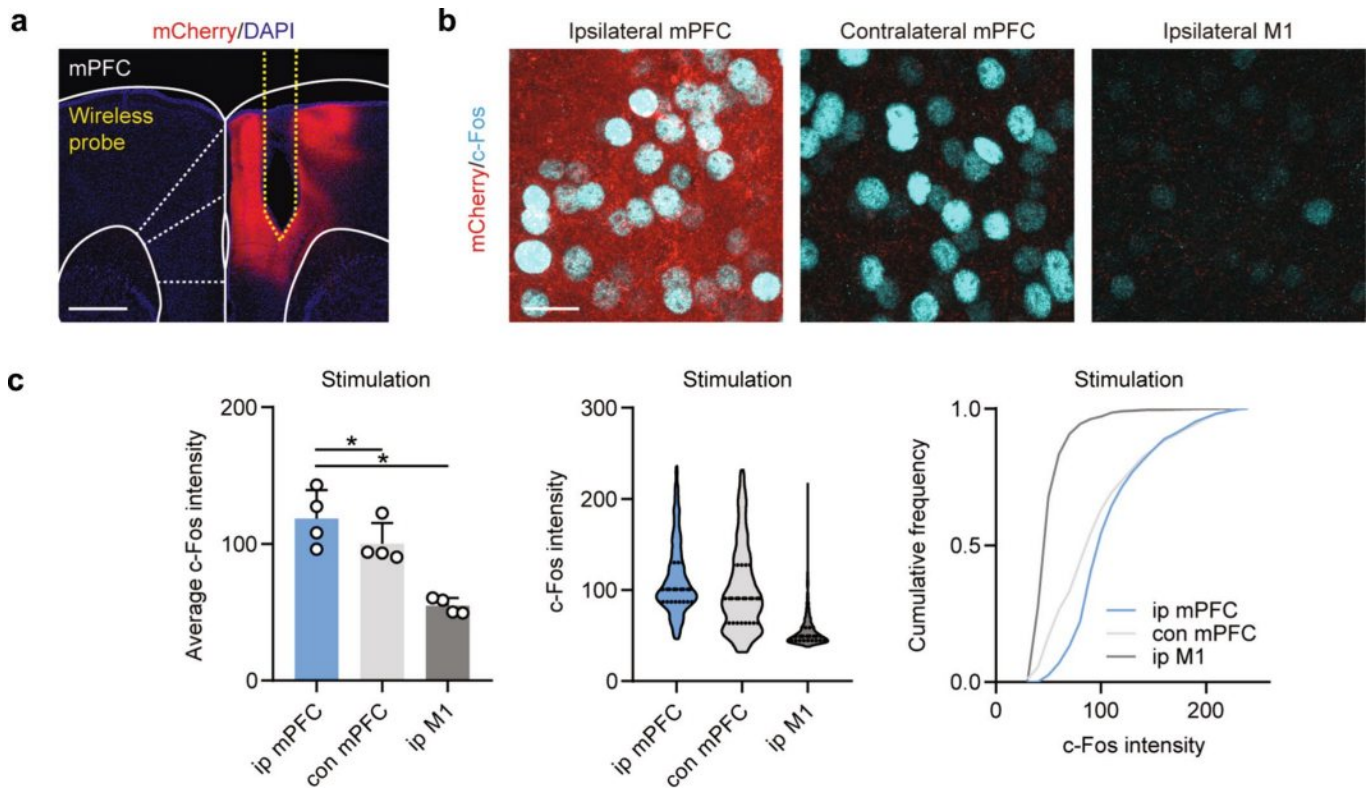 a
mCherry/DAPI
mPFC
Wireless
probe
b
Ipsilateral mPFC
Contralateral mPFC
Ipsilateral M1
mCherry/c-Fos
c
Stimulation
200
100
0
Average c-Fos intensity
*
*
ip mPFC
con mPFC
ip M1
Stimulation
300
200
100
0
c-Fos intensity
ip mPFC
con mPFC
ip M1
Stimulation
1.0
0.5
0.0
Cumulative frequency
ip mPFC
con mPFC
ip M1
0
100
200
c-Fos intensity